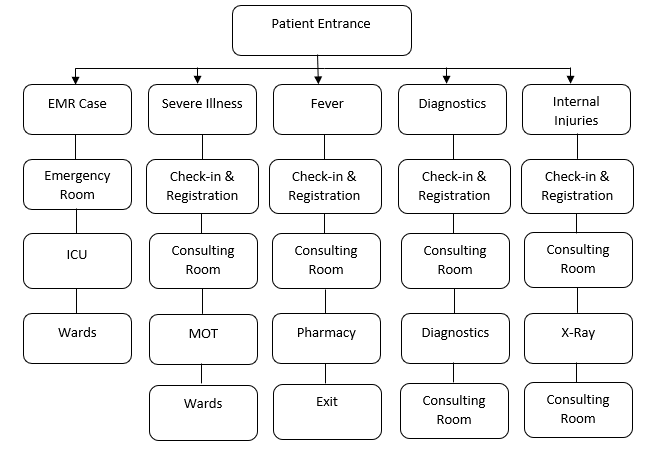 Patient Entrance
EMR Case
Severe Illness
Fever
Diagnostics
Internal
Injuries
Emergency
Room
Check-in &
Registration
Check-in &
Registration
Check-in &
Registration
Check-in &
Registration
ICU
Consulting
Room
Consulting
Room
Consulting
Room
Consulting
Room
Wards
MOT
Pharmacy
Diagnostics
X-Ray
Wards
Exit
Consulting
Room
Consulting
Room